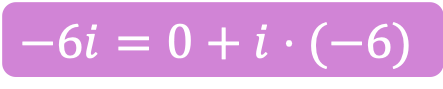 −6i = 0 + i · (−6)